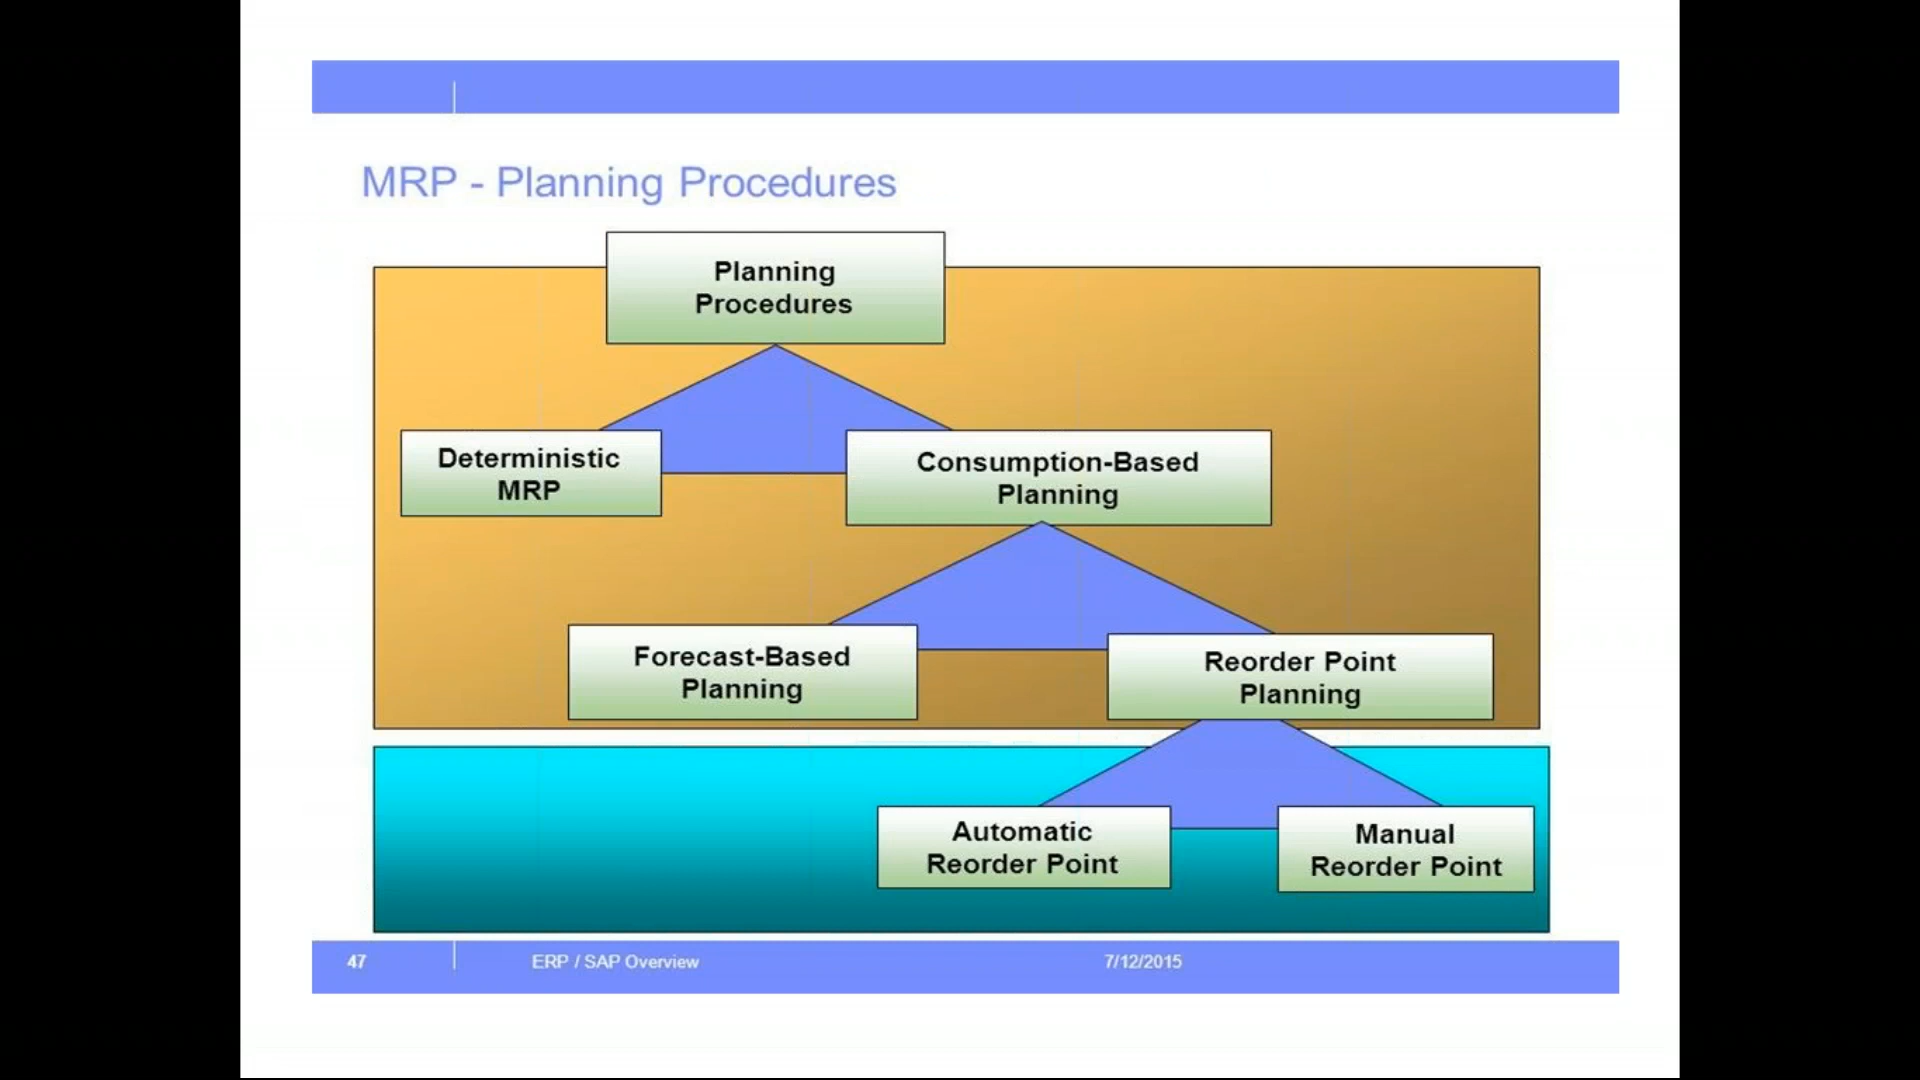 MRP - Planning Procedures
Planning
Procedures
Deterministic
MRP
Consumption-Based
Planning
Forecast-Based
Planning
Reorder Point
Planning
Automatic
Reorder Point
Manual
Reorder Point
47
ERP / SAP Overview
7/12/2015